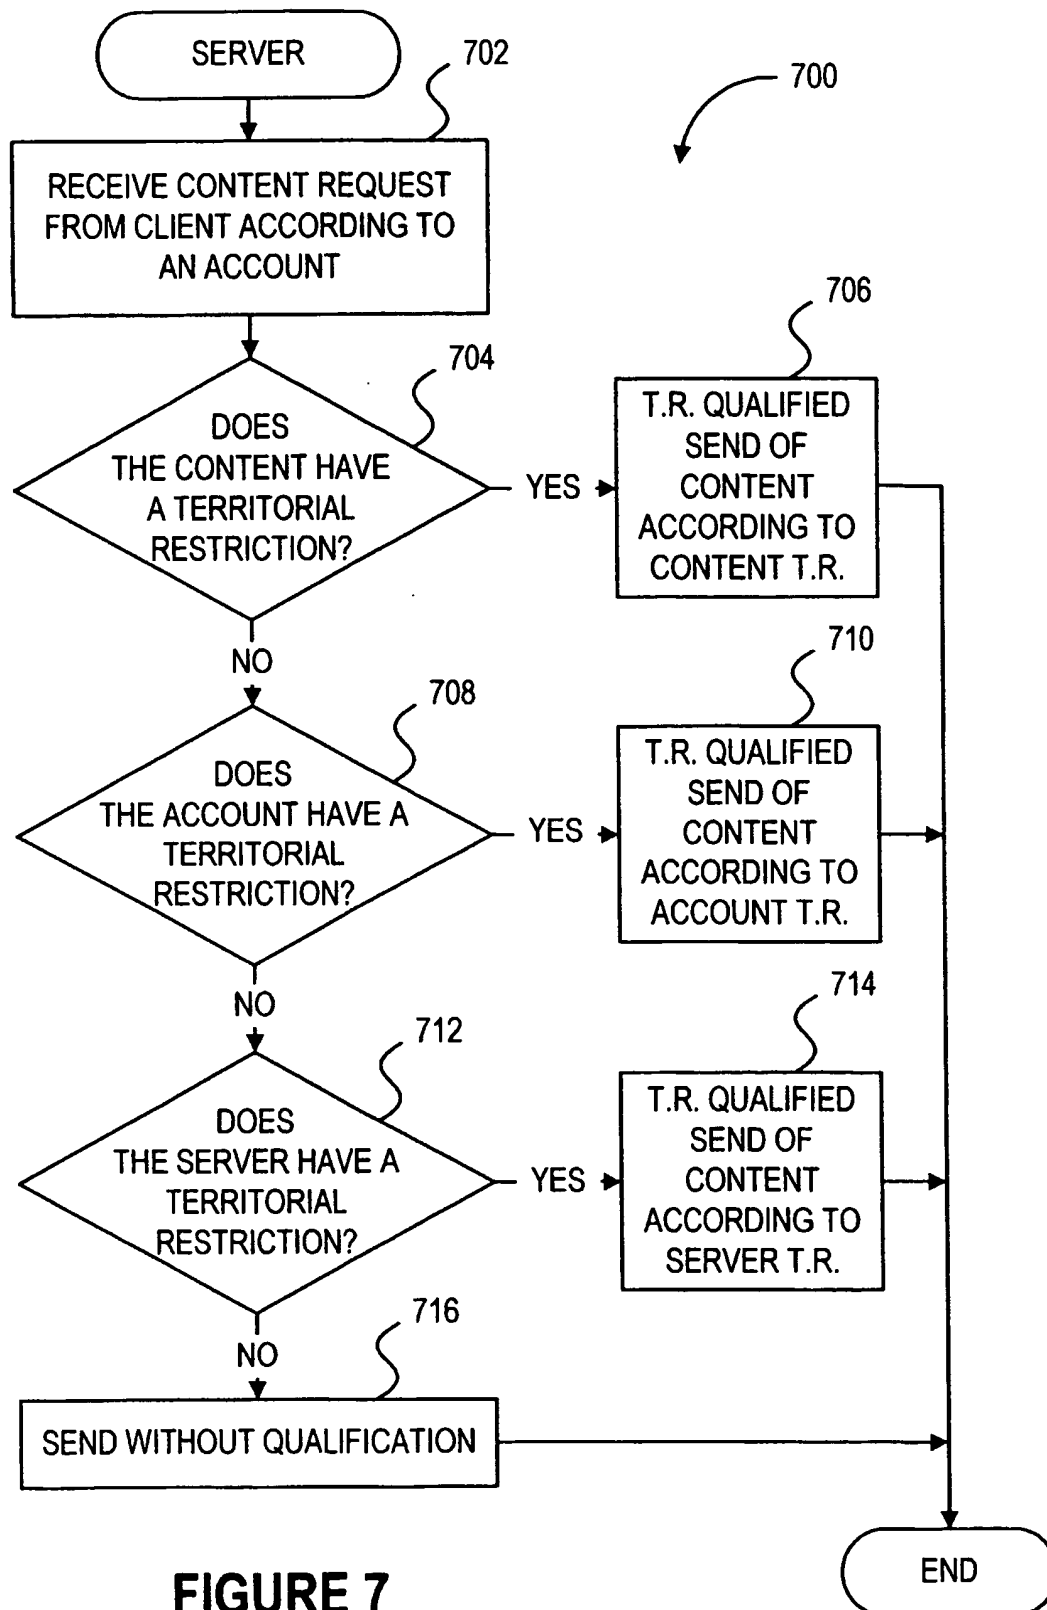 SERVER
702
700
RECEIVE CONTENT REQUEST
FROM CLIENT ACCORDING TO
AN ACCOUNT
704
DOES
THE CONTENT HAVE
A TERRITORIAL
RESTRICTION?
YES
706
T.R. QUALIFIED
SEND OF
CONTENT
ACCORDING TO
CONTENT T.R.
NO
708
DOES
THE ACCOUNT HAVE A
TERRITORIAL
RESTRICTION?
YES
710
T.R. QUALIFIED
SEND OF
CONTENT
ACCORDING TO
ACCOUNT T.R.
NO
712
DOES
THE SERVER HAVE A
TERRITORIAL
RESTRICTION?
YES
714
T.R. QUALIFIED
SEND OF
CONTENT
ACCORDING TO
SERVER T.R.
NO
716
SEND WITHOUT QUALIFICATION
END
FIGURE 7